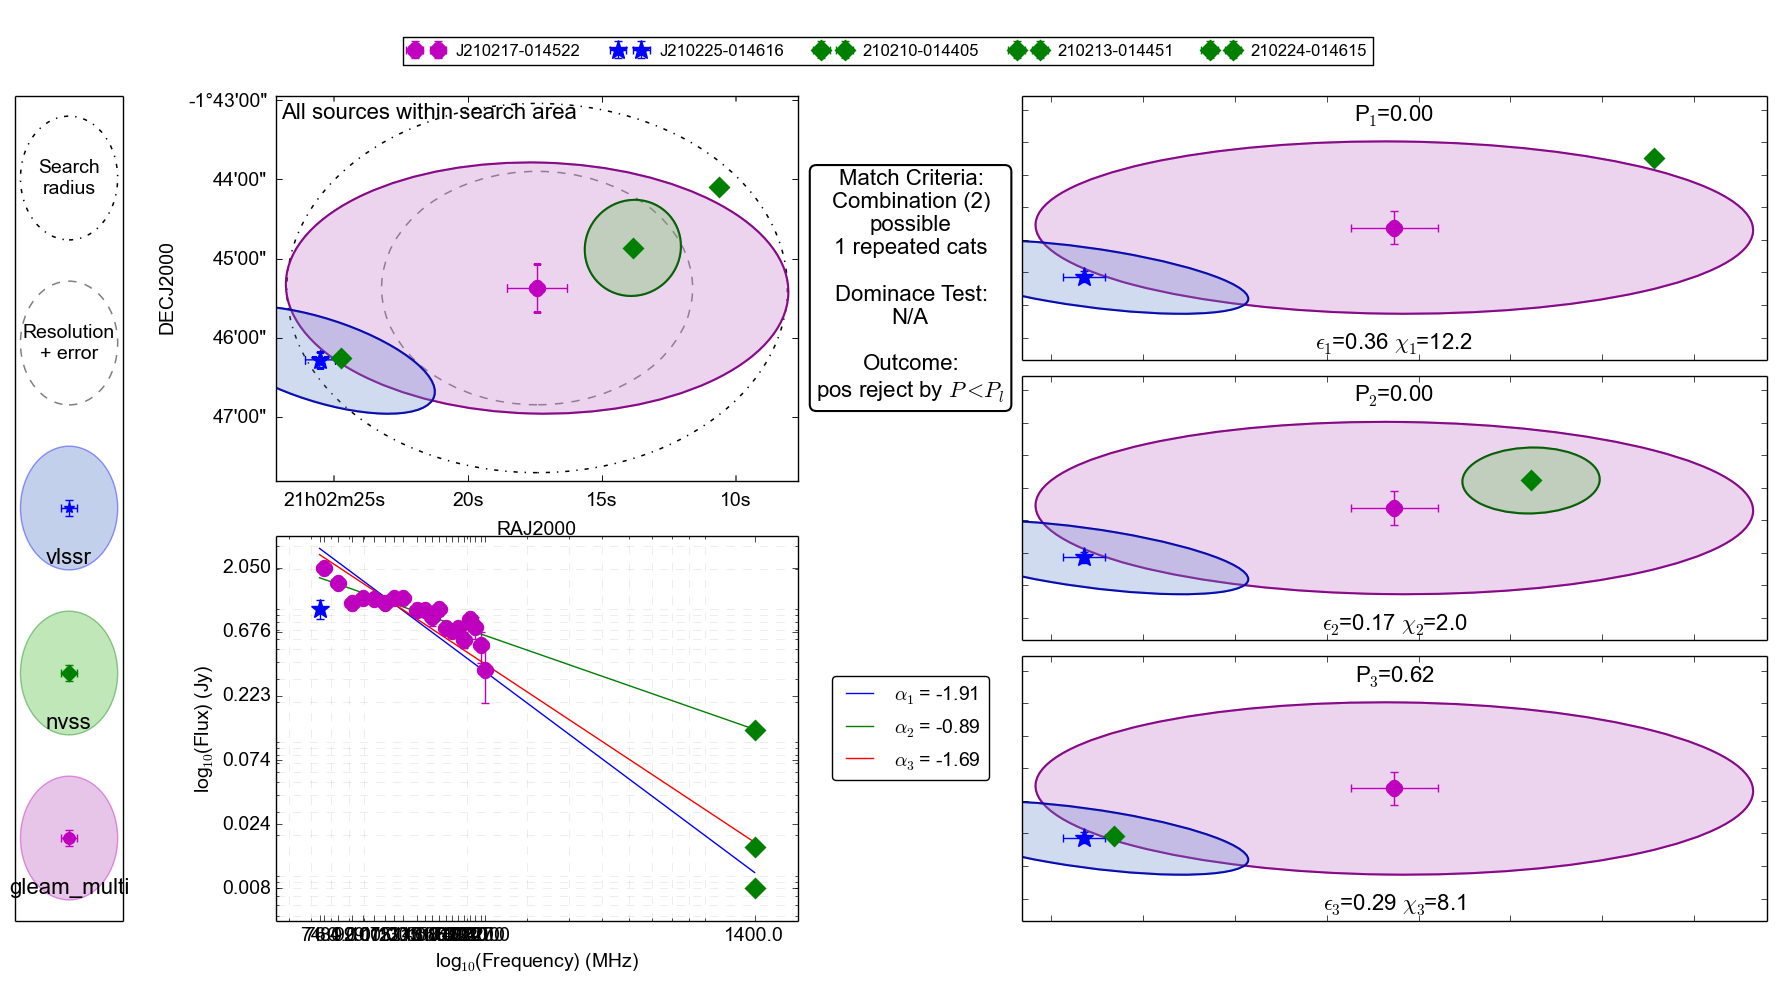 J210217-014522 J210225-014616 210210-014405 210213-014451 210224-014615
Search
radius
Resolution
+ error
vlssr
nvss
gleam_multi
All sources within search area
-1°43'00"
44'00"
45'00"
46'00"
47'00"
DECJ2000
21h02m25s 20s 15s 10s
RAJ2000
Match Criteria:
Combination (2)
possible
1 repeated cats
Dominace Test:
N/A
Outcome:
pos reject by P<P_l
2.050
0.676
0.223
0.074
0.024
0.008
log₁₀(Flux) (Jy)
1400.0
log₁₀(Frequency) (MHz)
α₁ = -1.91
α₂ = -0.89
α₃ = -1.69
P₁=0.00
ϵ₁=0.36 χ₁=12.2
P₂=0.00
ϵ₂=0.17 χ₂=2.0
P₃=0.62
ϵ₃=0.29 χ₃=8.1